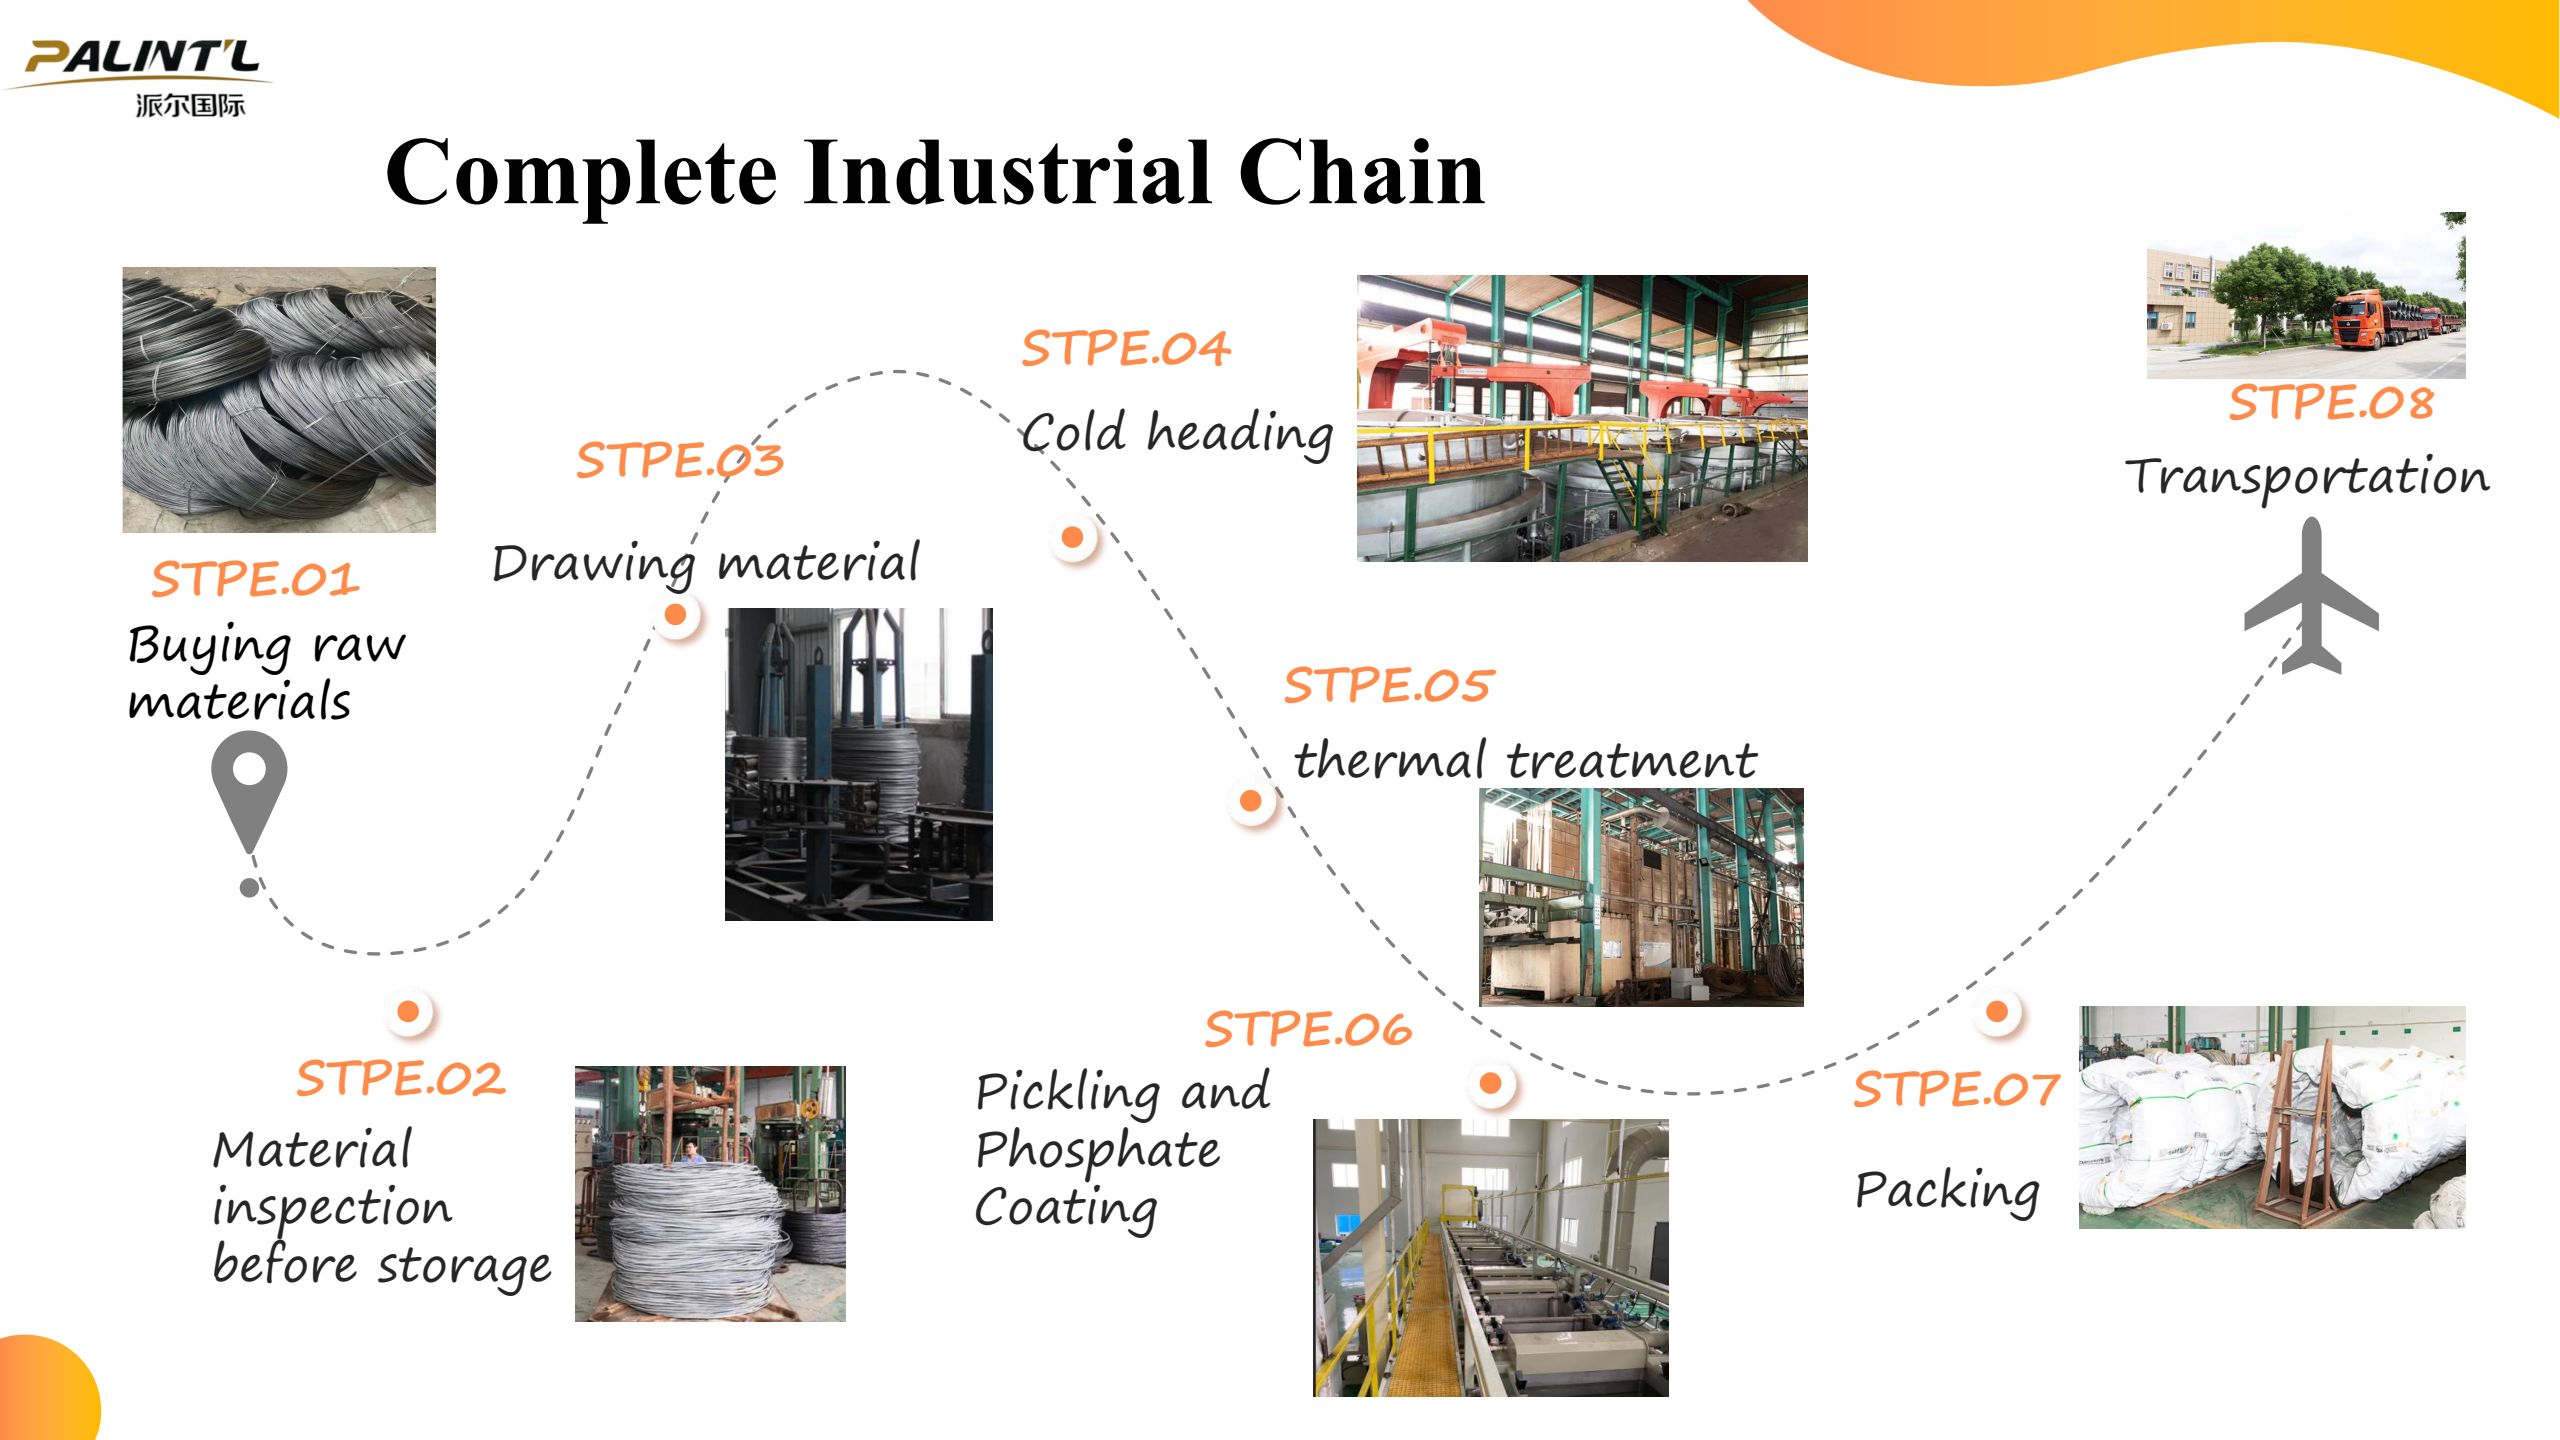 PALINT'L
派尔国际
Complete Industrial Chain
STPE.01
Buying raw
materials
STPE.02
Material
inspection
before storage
STPE.03
Drawing material
STPE.04
Cold heading
STPE.05
thermal treatment
STPE.06
Pickling and
Phosphate
Coating
STPE.07
Packing
STPE.08
Transportation